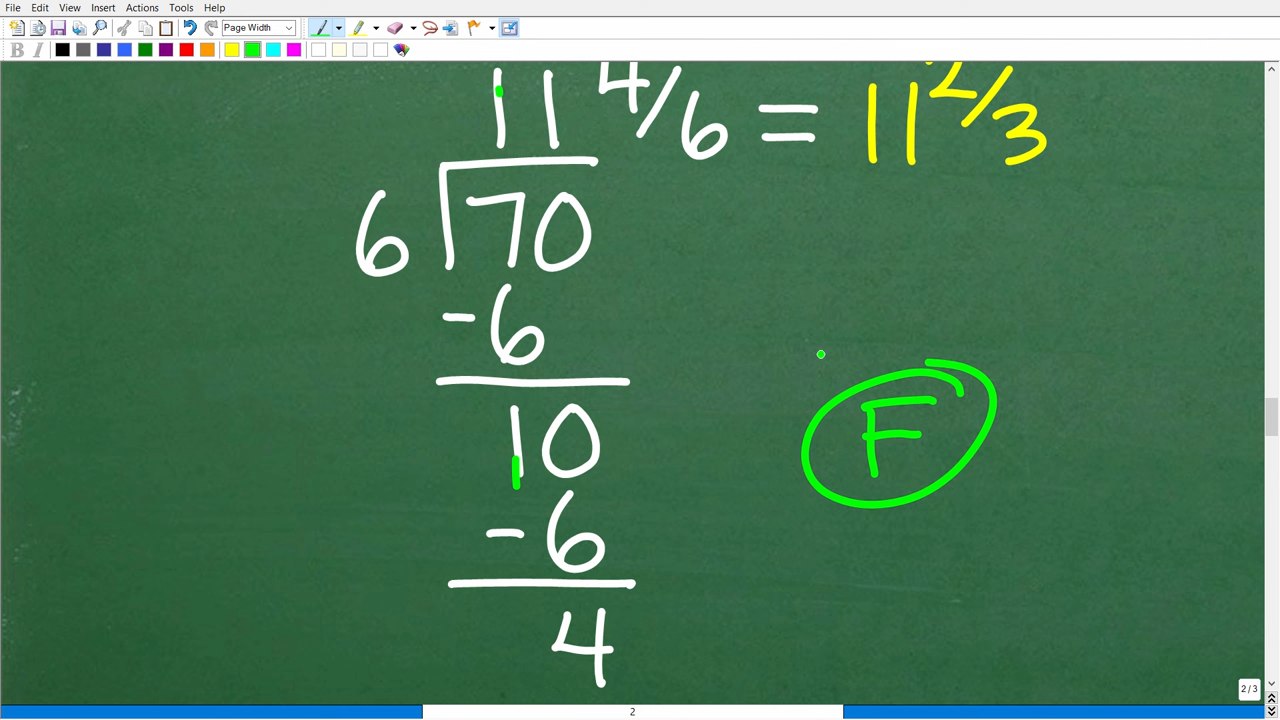 File Edit View Insert Actions Tools Help
Page Width
B I
11 4/6 = 11 2/3
6 70
-6
10
-6
4
F
2/3
2